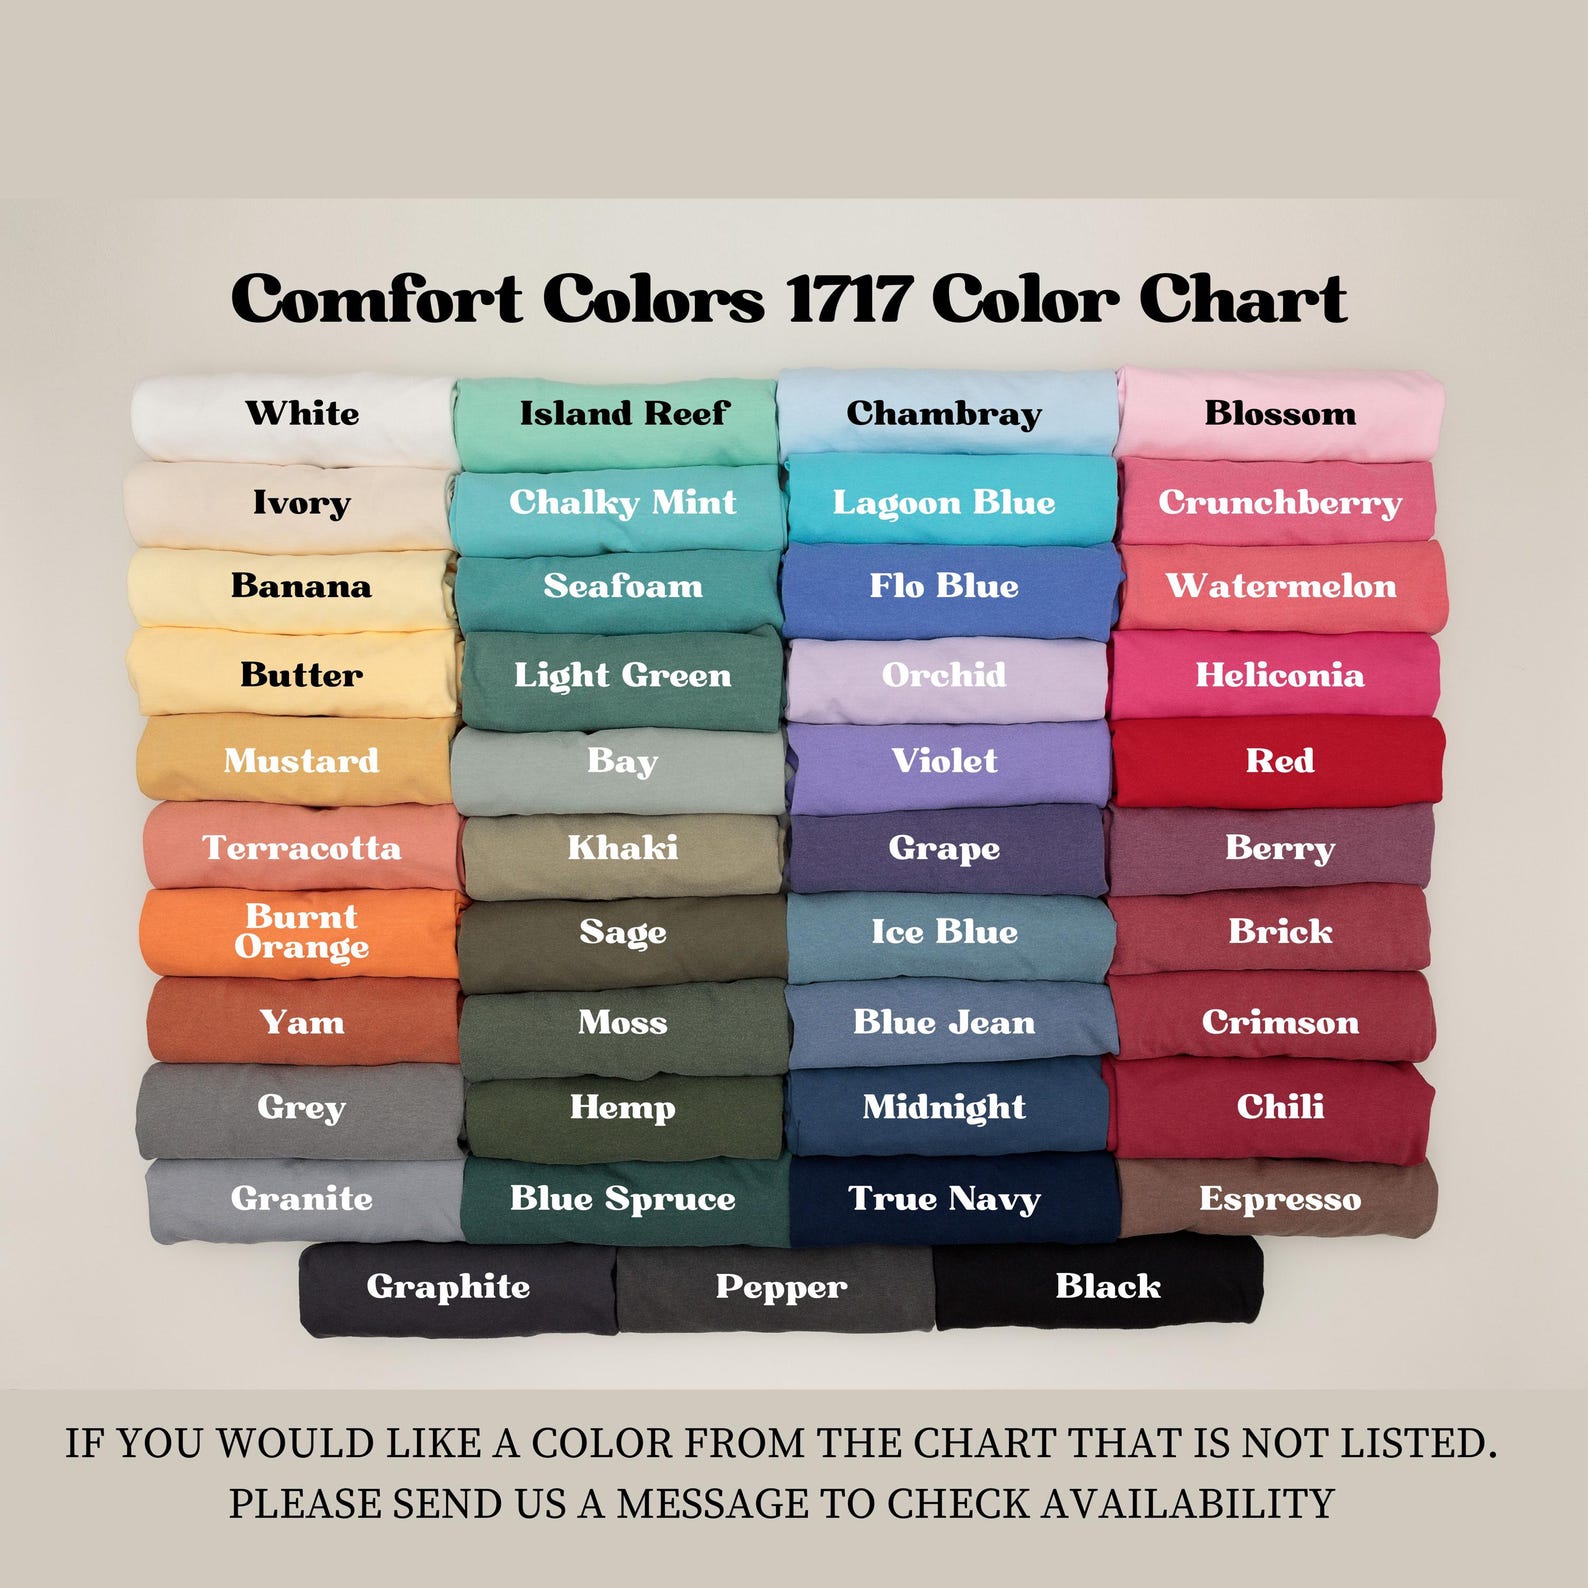 Comfort Colors 1717 Color Chart
White
Island Reef
Chambray
Blossom
Ivory
Chalky Mint
Lagoon Blue
Crunchberry
Banana
Seafoam
Flo Blue
Watermelon
Butter
Light Green
Orchid
Heliconia
Mustard
Bay
Violet
Red
Terracotta
Khaki
Grape
Berry
Burnt
Orange
Sage
Ice Blue
Brick
Yam
Moss
Blue Jean
Crimson
Grey
Hemp
Midnight
Chili
Granite
Blue Spruce
True Navy
Espresso
Graphite
Pepper
Black
IF YOU WOULD LIKE A COLOR FROM THE CHART THAT IS NOT LISTED.
PLEASE SEND US A MESSAGE TO CHECK AVAILABILITY